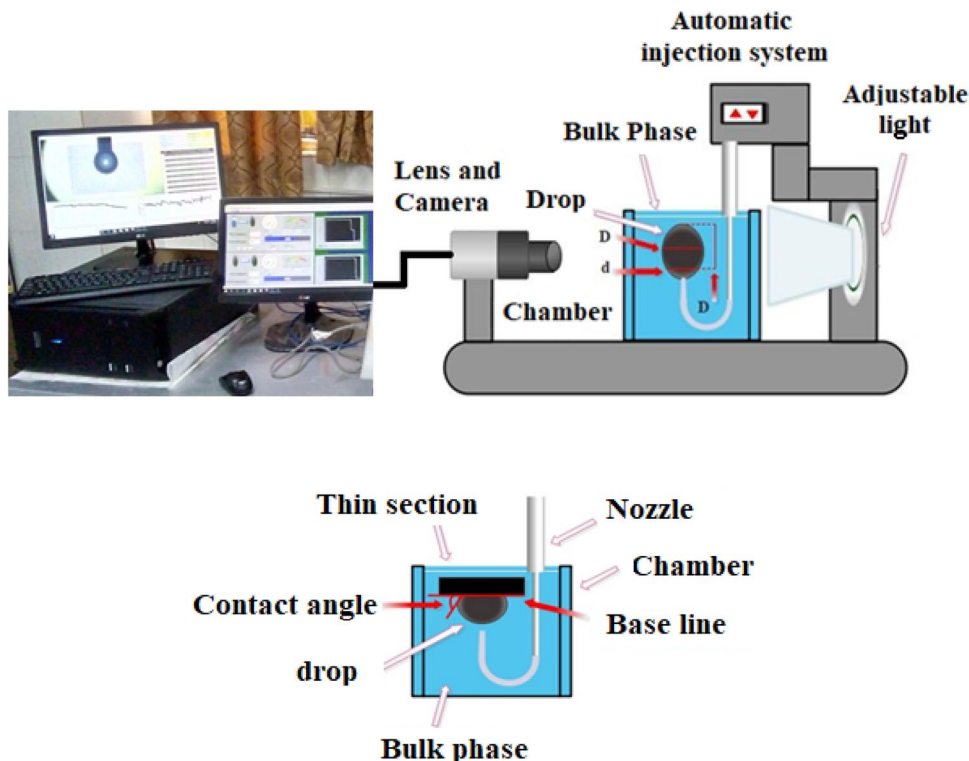 Automatic
injection system
Adjustable
light
Bulk Phase
Lens and
Camera
Drop
D
d
D
Chamber
Thin section
Nozzle
Chamber
Contact angle
Base line
drop
Bulk phase